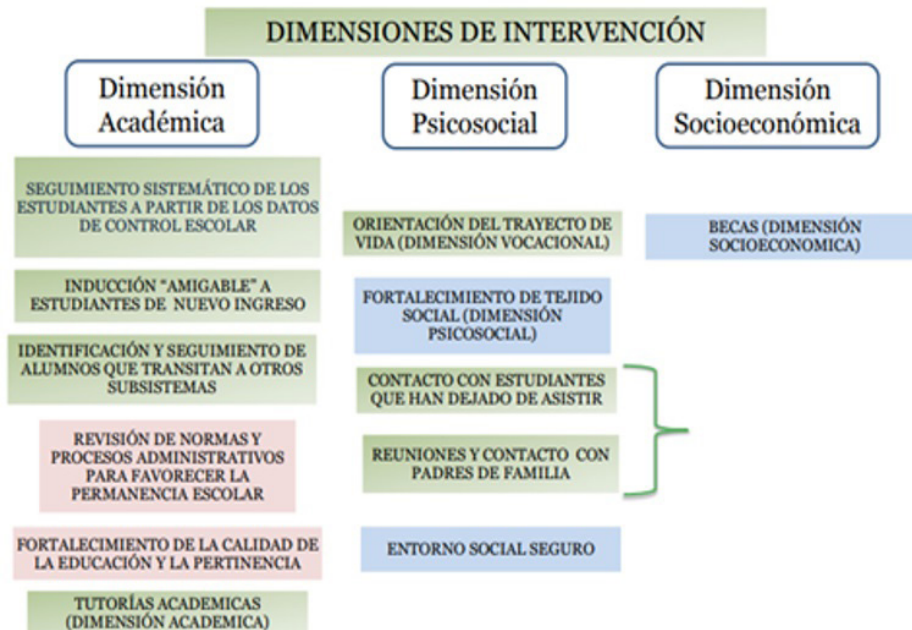 DIMENSIONES DE INTERVENCIÓN
Dimensión
Académica
SEGUIMIENTO SISTEMÁTICO DE LOS
ESTUDIANTES A PARTIR DE LOS DATOS
DE CONTROL ESCOLAR
INDUCCIÓN “AMIGABLE” A
ESTUDIANTES DE NUEVO INGRESO
IDENTIFICACIÓN Y SEGUIMIENTO DE
ALUMNOS QUE TRANSITAN A OTROS
SUBSISTEMAS
REVISIÓN DE NORMAS Y
PROCESOS ADMINISTRATIVOS
PARA FAVORECER LA
PERMANENCIA ESCOLAR
FORTALECIMIENTO DE LA CALIDAD DE
LA EDUCACIÓN Y LA PERTINENCIA
TUTORÍAS ACADEMICAS
(DIMENSIÓN ACADEMICA)
Dimensión
Psicosocial
ORIENTACIÓN DEL TRAYECTO DE
VIDA (DIMENSIÓN VOCACIONAL)
FORTALECIMIENTO DE TEJIDO
SOCIAL (DIMENSIÓN
PSICOSOCIAL)
CONTACTO CON ESTUDIANTES
QUE HAN DEJADO DE ASISTIR
REUNIONES Y CONTACTO CON
PADRES DE FAMILIA
ENTORNO SOCIAL SEGURO
Dimensión
Socioeconómica
BECAS (DIMENSIÓN
SOCIOECONOMICA)